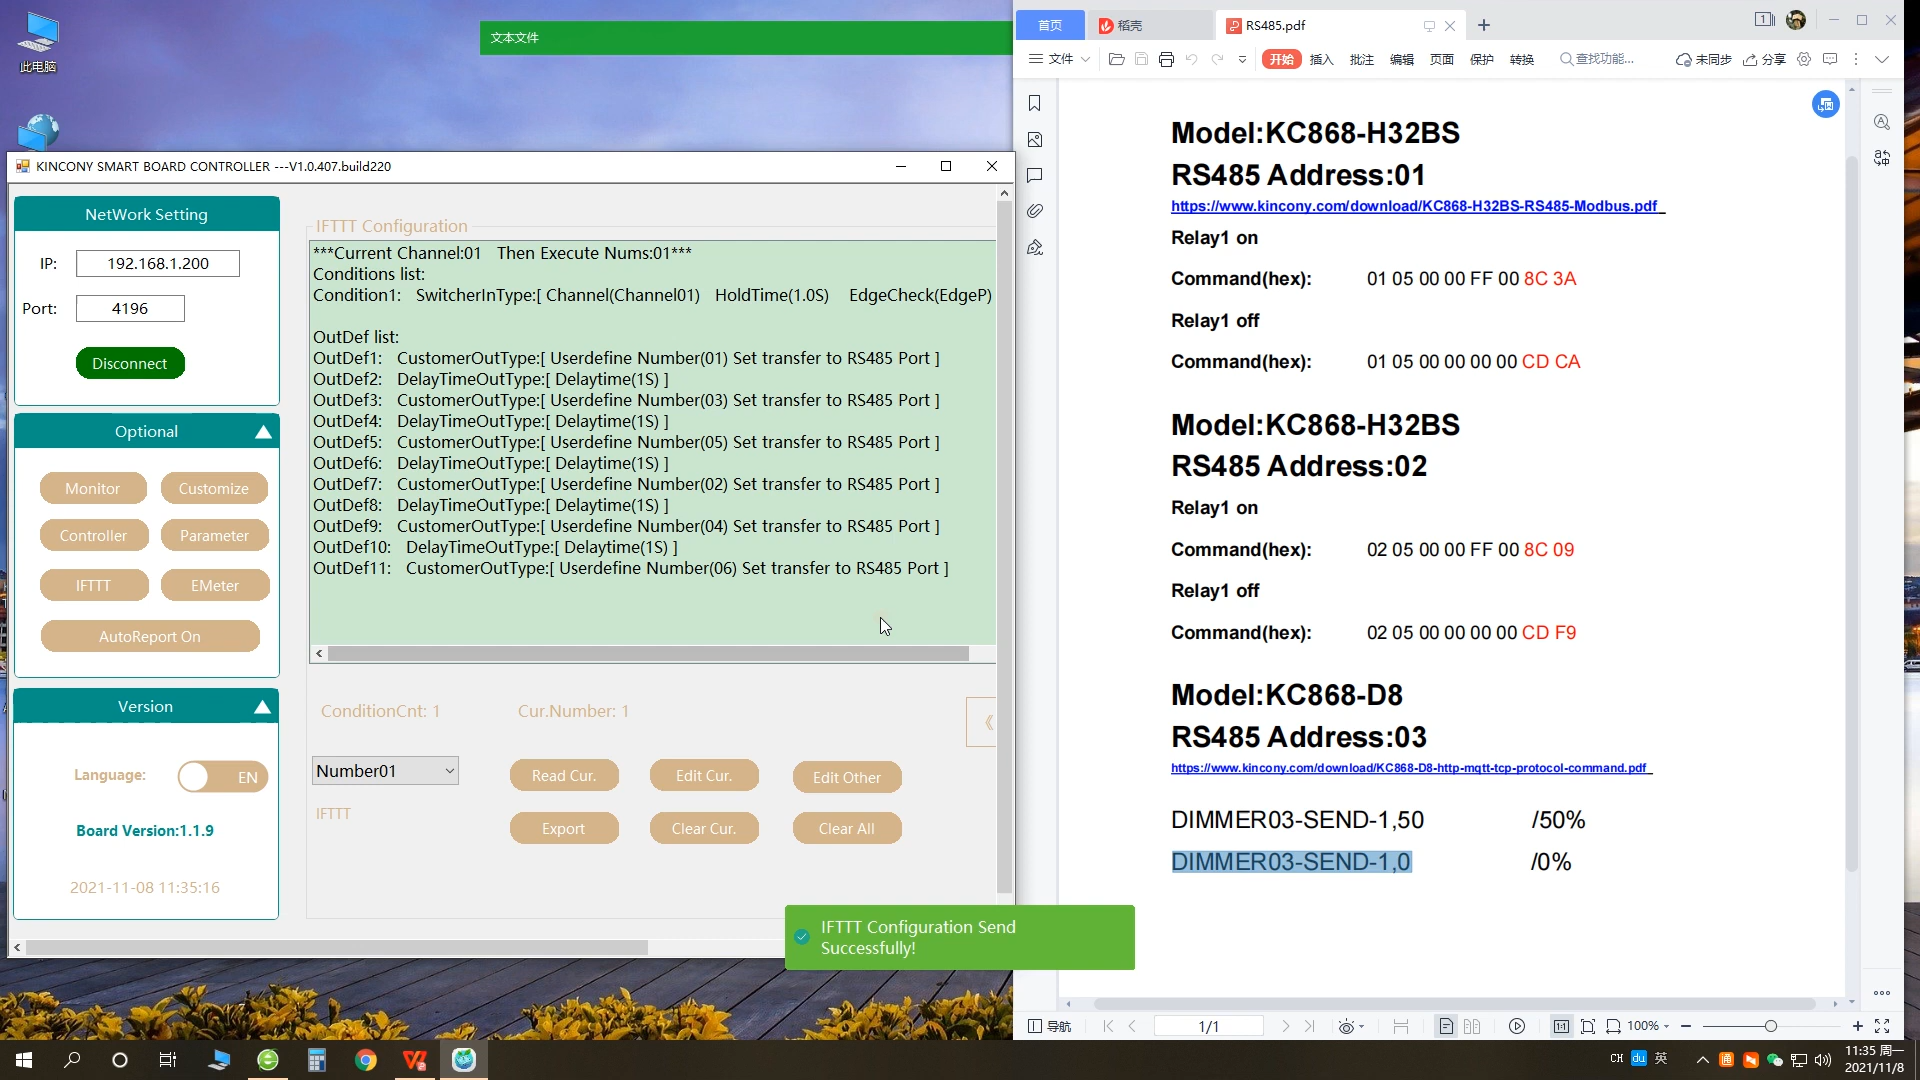 此电脑
文本文件
KINCONY SMART BOARD CONTROLLER ---V1.0.407.build220
NetWork Setting
IP: 192.168.1.200
Port: 4196
Disconnect
Optional
Monitor Customize
Controller Parameter
IFTTT EMeter
AutoReport On
Version
Language: EN
Board Version:1.1.9
2021-11-08 11:35:16
IFTTT Configuration
***Current Channel:01 Then Execute Nums:01***
Conditions list:
Condition1: SwitcherInType:[ Channel(Channel01) HoldTime(1.0S) EdgeCheck(EdgeP)
OutDef list:
OutDef1: CustomerOutType:[ Userdefine Number(01) Set transfer to RS485 Port ]
OutDef2: DelayTimeOutType:[ Delaytime(1S) ]
OutDef3: CustomerOutType:[ Userdefine Number(03) Set transfer to RS485 Port ]
OutDef4: DelayTimeOutType:[ Delaytime(1S) ]
OutDef5: CustomerOutType:[ Userdefine Number(05) Set transfer to RS485 Port ]
OutDef6: DelayTimeOutType:[ Delaytime(1S) ]
OutDef7: CustomerOutType:[ Userdefine Number(02) Set transfer to RS485 Port ]
OutDef8: DelayTimeOutType:[ Delaytime(1S) ]
OutDef9: CustomerOutType:[ Userdefine Number(04) Set transfer to RS485 Port ]
OutDef10: DelayTimeOutType:[ Delaytime(1S) ]
OutDef11: CustomerOutType:[ Userdefine Number(06) Set transfer to RS485 Port ]
ConditionCnt: 1 Cur.Number: 1
Number01 Read Cur. Edit Cur. Edit Other
IFTTT
Export Clear Cur. Clear All
IFTTT Configuration Send
Successfully!
首页 稻壳 RS485.pdf
文件 开始 插入 批注 编辑 页面 保护 转换 查找功能... 未同步 分享
Model:KC868-H32BS
RS485 Address:01
https://www.kincony.com/download/KC868-H32BS-RS485-Modbus.pdf
Relay1 on
Command(hex): 01 05 00 00 FF 00 8C 3A
Relay1 off
Command(hex): 01 05 00 00 00 00 CD CA
Model:KC868-H32BS
RS485 Address:02
Relay1 on
Command(hex): 02 05 00 00 FF 00 8C 09
Relay1 off
Command(hex): 02 05 00 00 00 00 CD F9
Model:KC868-D8
RS485 Address:03
https://www.kincony.com/download/KC868-D8-http-mqtt-tcp-protocol-command.pdf
DIMMER03-SEND-1,50 /50%
DIMMER03-SEND-1,0 /0%
导航 1/1 1:1 100%
CH du 英
11:35 周一
2021/11/8